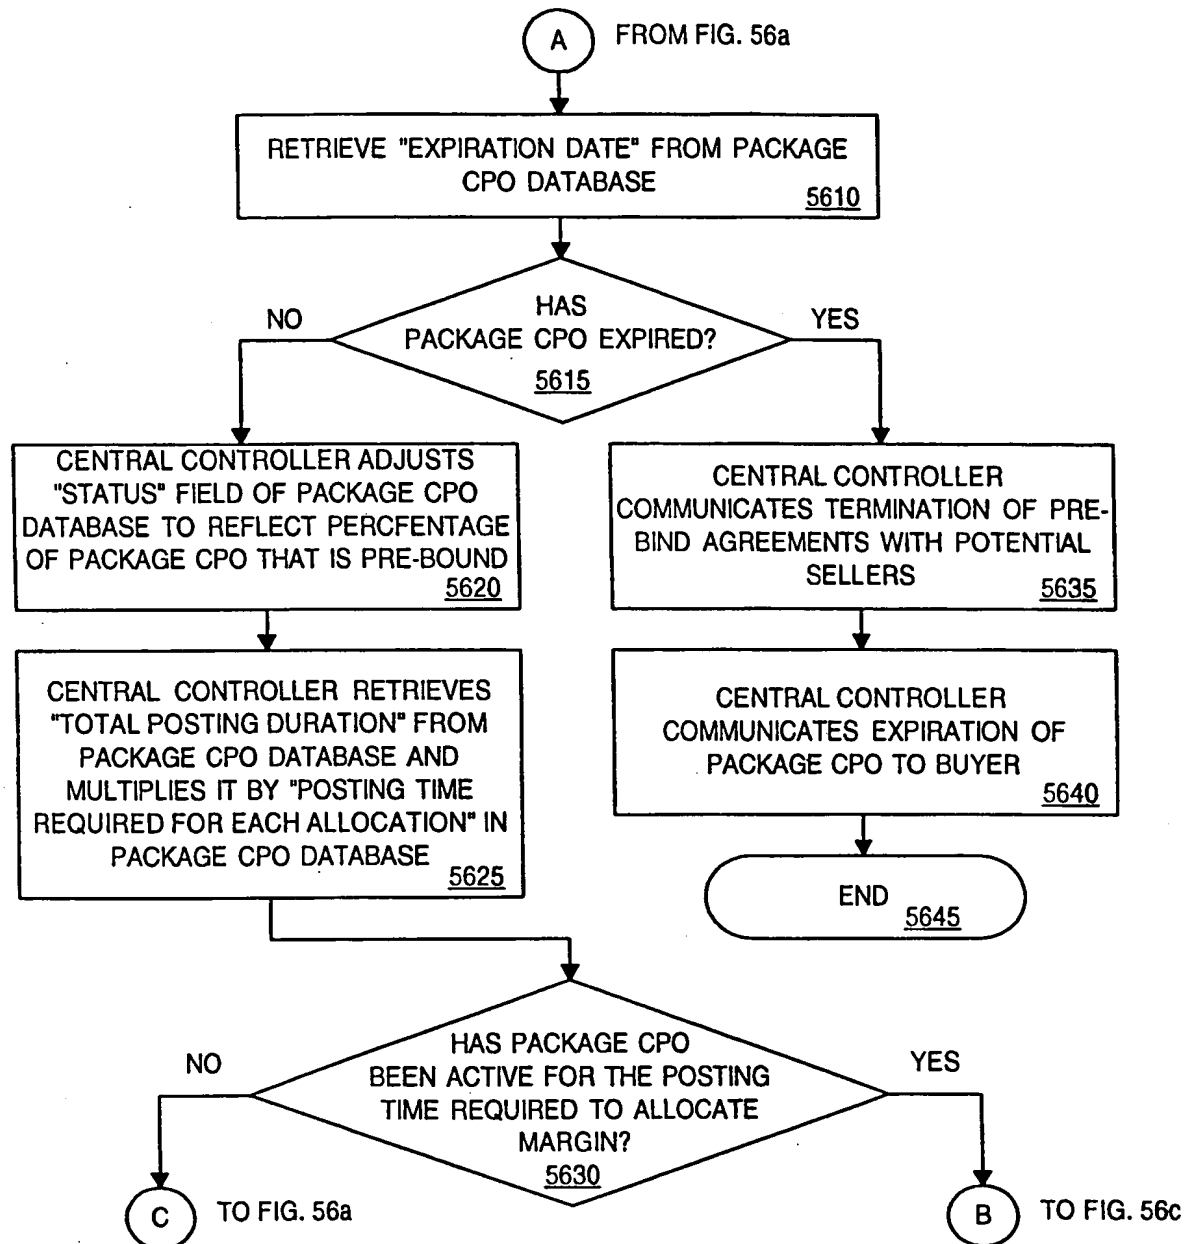 A FROM FIG. 56a
RETRIEVE "EXPIRATION DATE" FROM PACKAGE
CPO DATABASE
5610
HAS
PACKAGE CPO EXPIRED?
5615
NO
YES
CENTRAL CONTROLLER ADJUSTS
"STATUS" FIELD OF PACKAGE CPO
DATABASE TO REFLECT PERCFENTAGE
OF PACKAGE CPO THAT IS PRE-BOUND
5620
CENTRAL CONTROLLER
COMMUNICATES TERMINATION OF PRE-
BIND AGREEMENTS WITH POTENTIAL
SELLERS
5635
CENTRAL CONTROLLER RETRIEVES
"TOTAL POSTING DURATION" FROM
PACKAGE CPO DATABASE AND
MULTIPLIES IT BY "POSTING TIME
REQUIRED FOR EACH ALLOCATION" IN
PACKAGE CPO DATABASE
5625
CENTRAL CONTROLLER
COMMUNICATES EXPIRATION OF
PACKAGE CPO TO BUYER
5640
END
5645
HAS PACKAGE CPO
BEEN ACTIVE FOR THE POSTING
TIME REQUIRED TO ALLOCATE
MARGIN?
5630
NO
YES
C TO FIG. 56a
B TO FIG. 56c